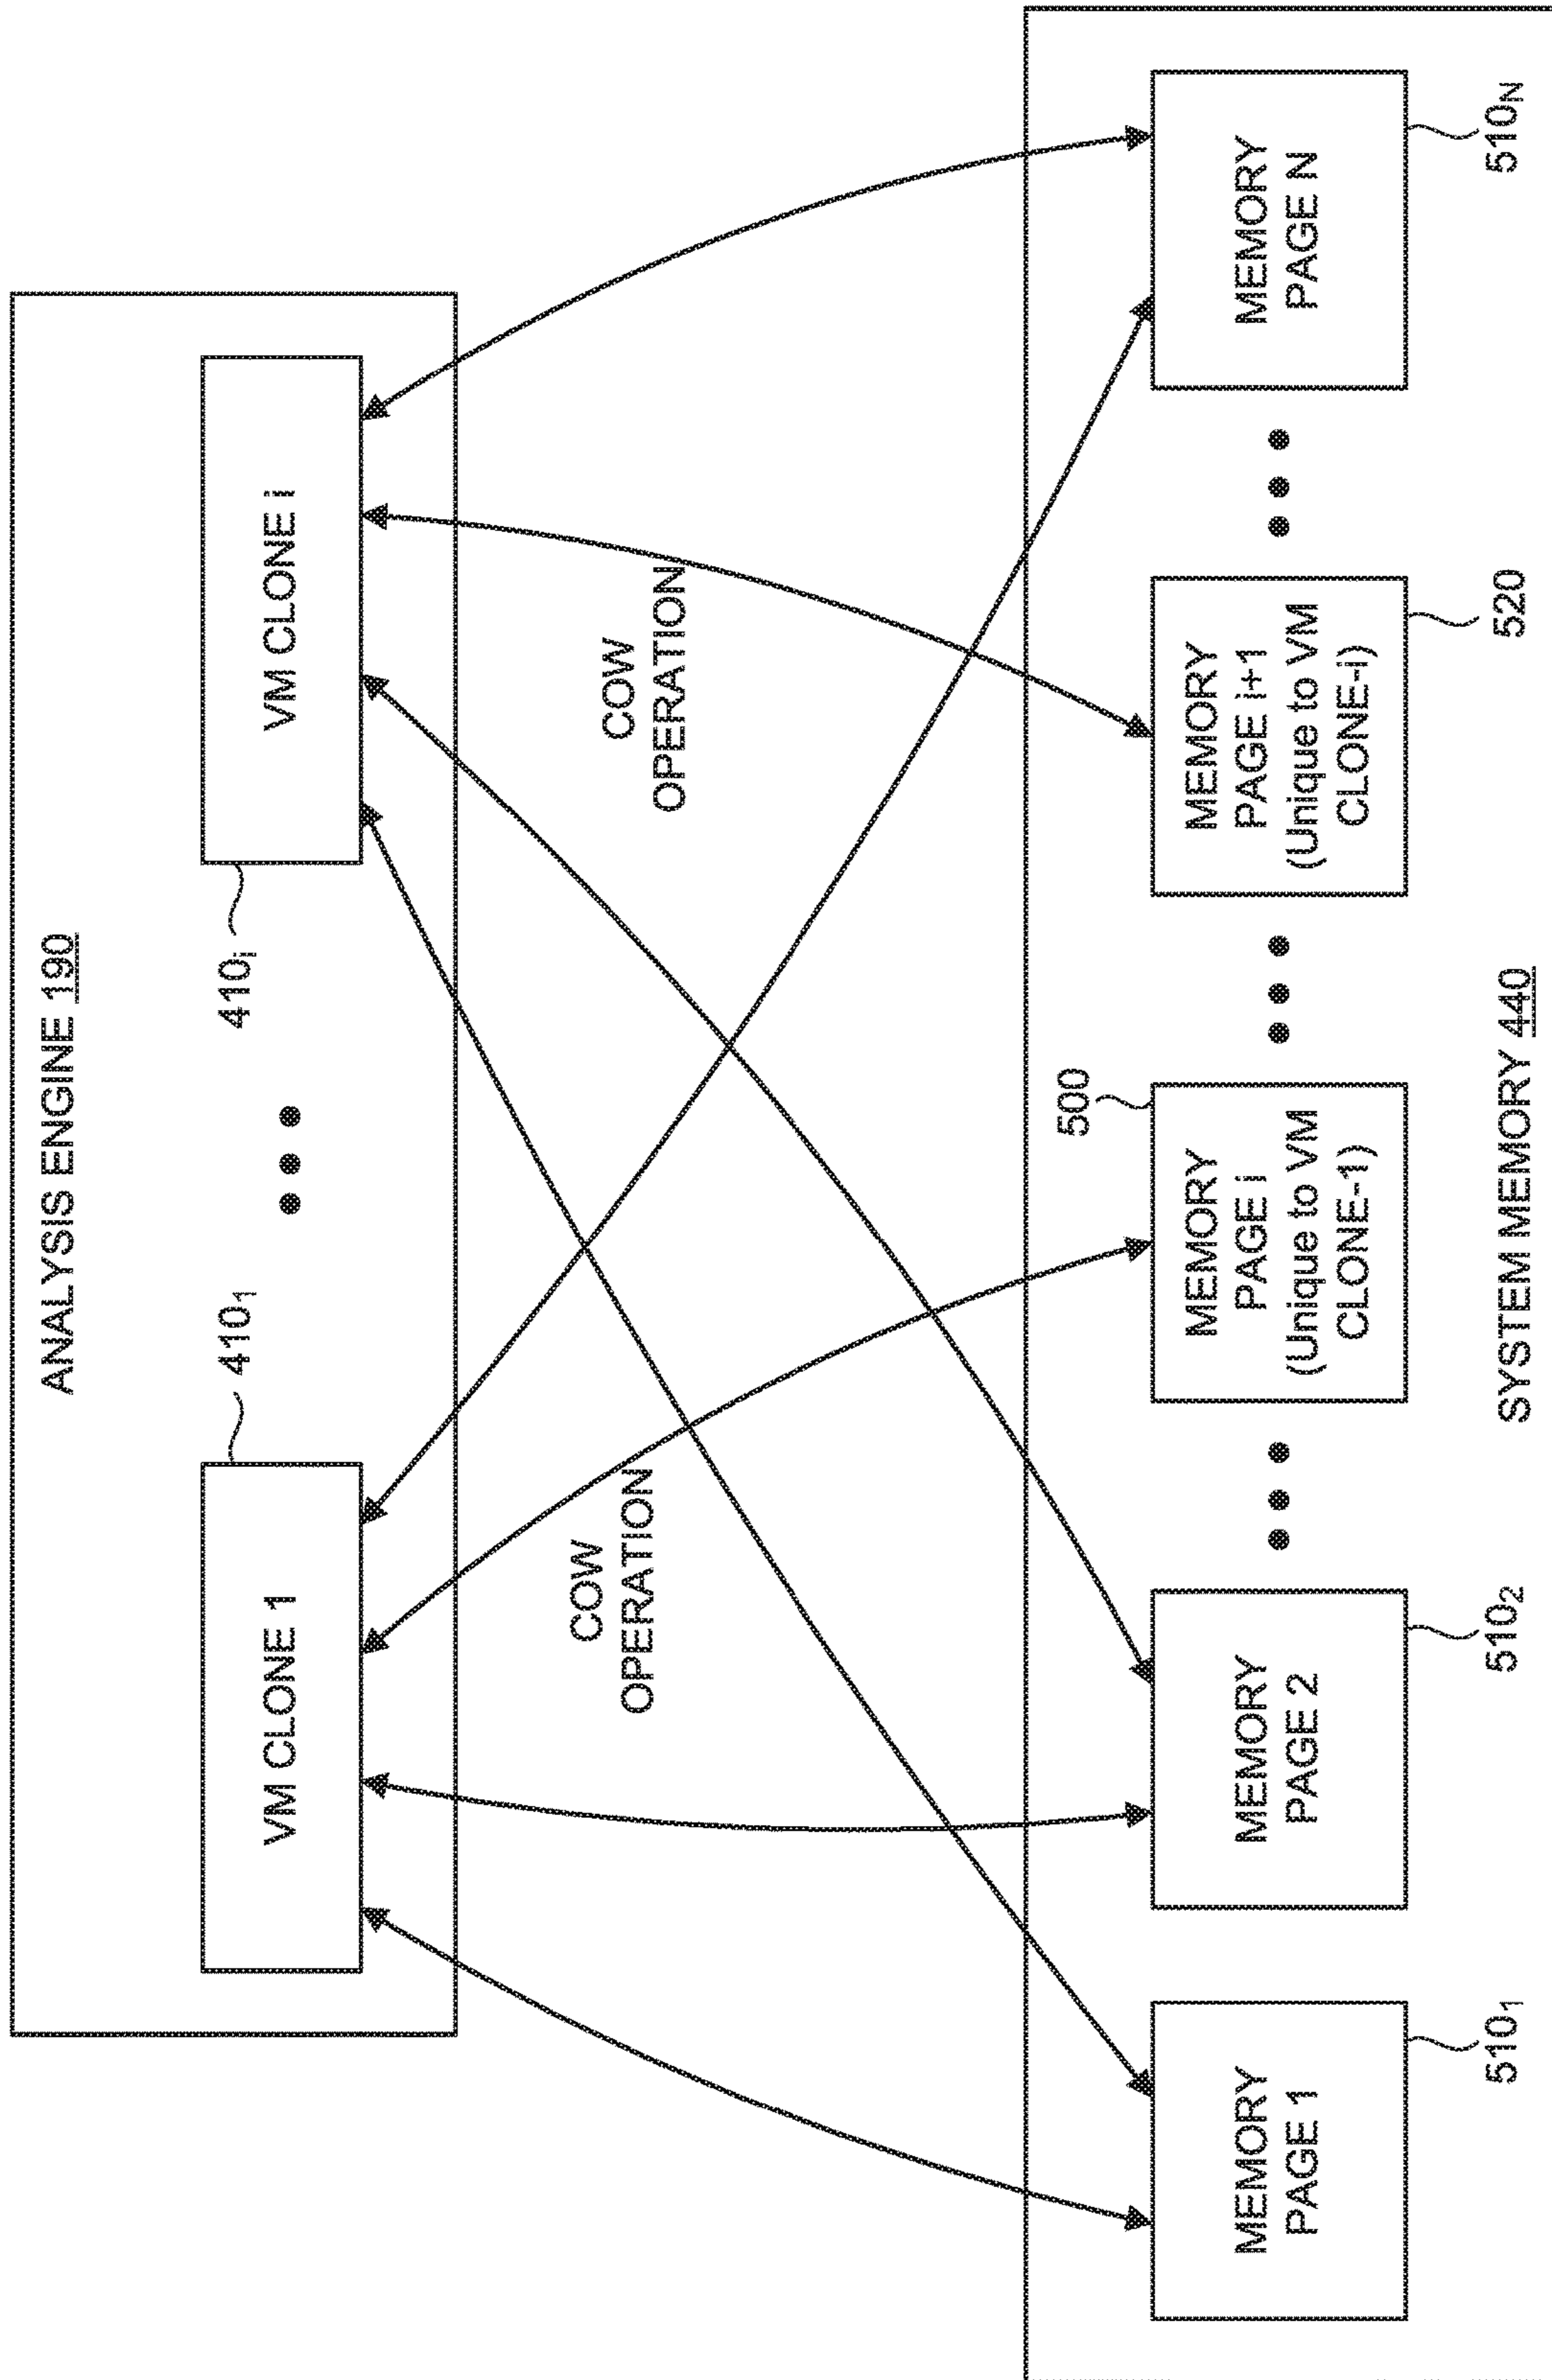 ANALYSIS ENGINE 190
410₁
410ᵢ
VM CLONE 1
VM CLONE i
COW
OPERATION
COW
OPERATION
500
MEMORY
PAGE 1
MEMORY
PAGE 2
MEMORY
PAGE i
(Unique to VM
CLONE-1)
MEMORY
PAGE i+1
(Unique to VM
CLONE-i)
MEMORY
PAGE N
510₁
510₂
520
510N
SYSTEM MEMORY 440